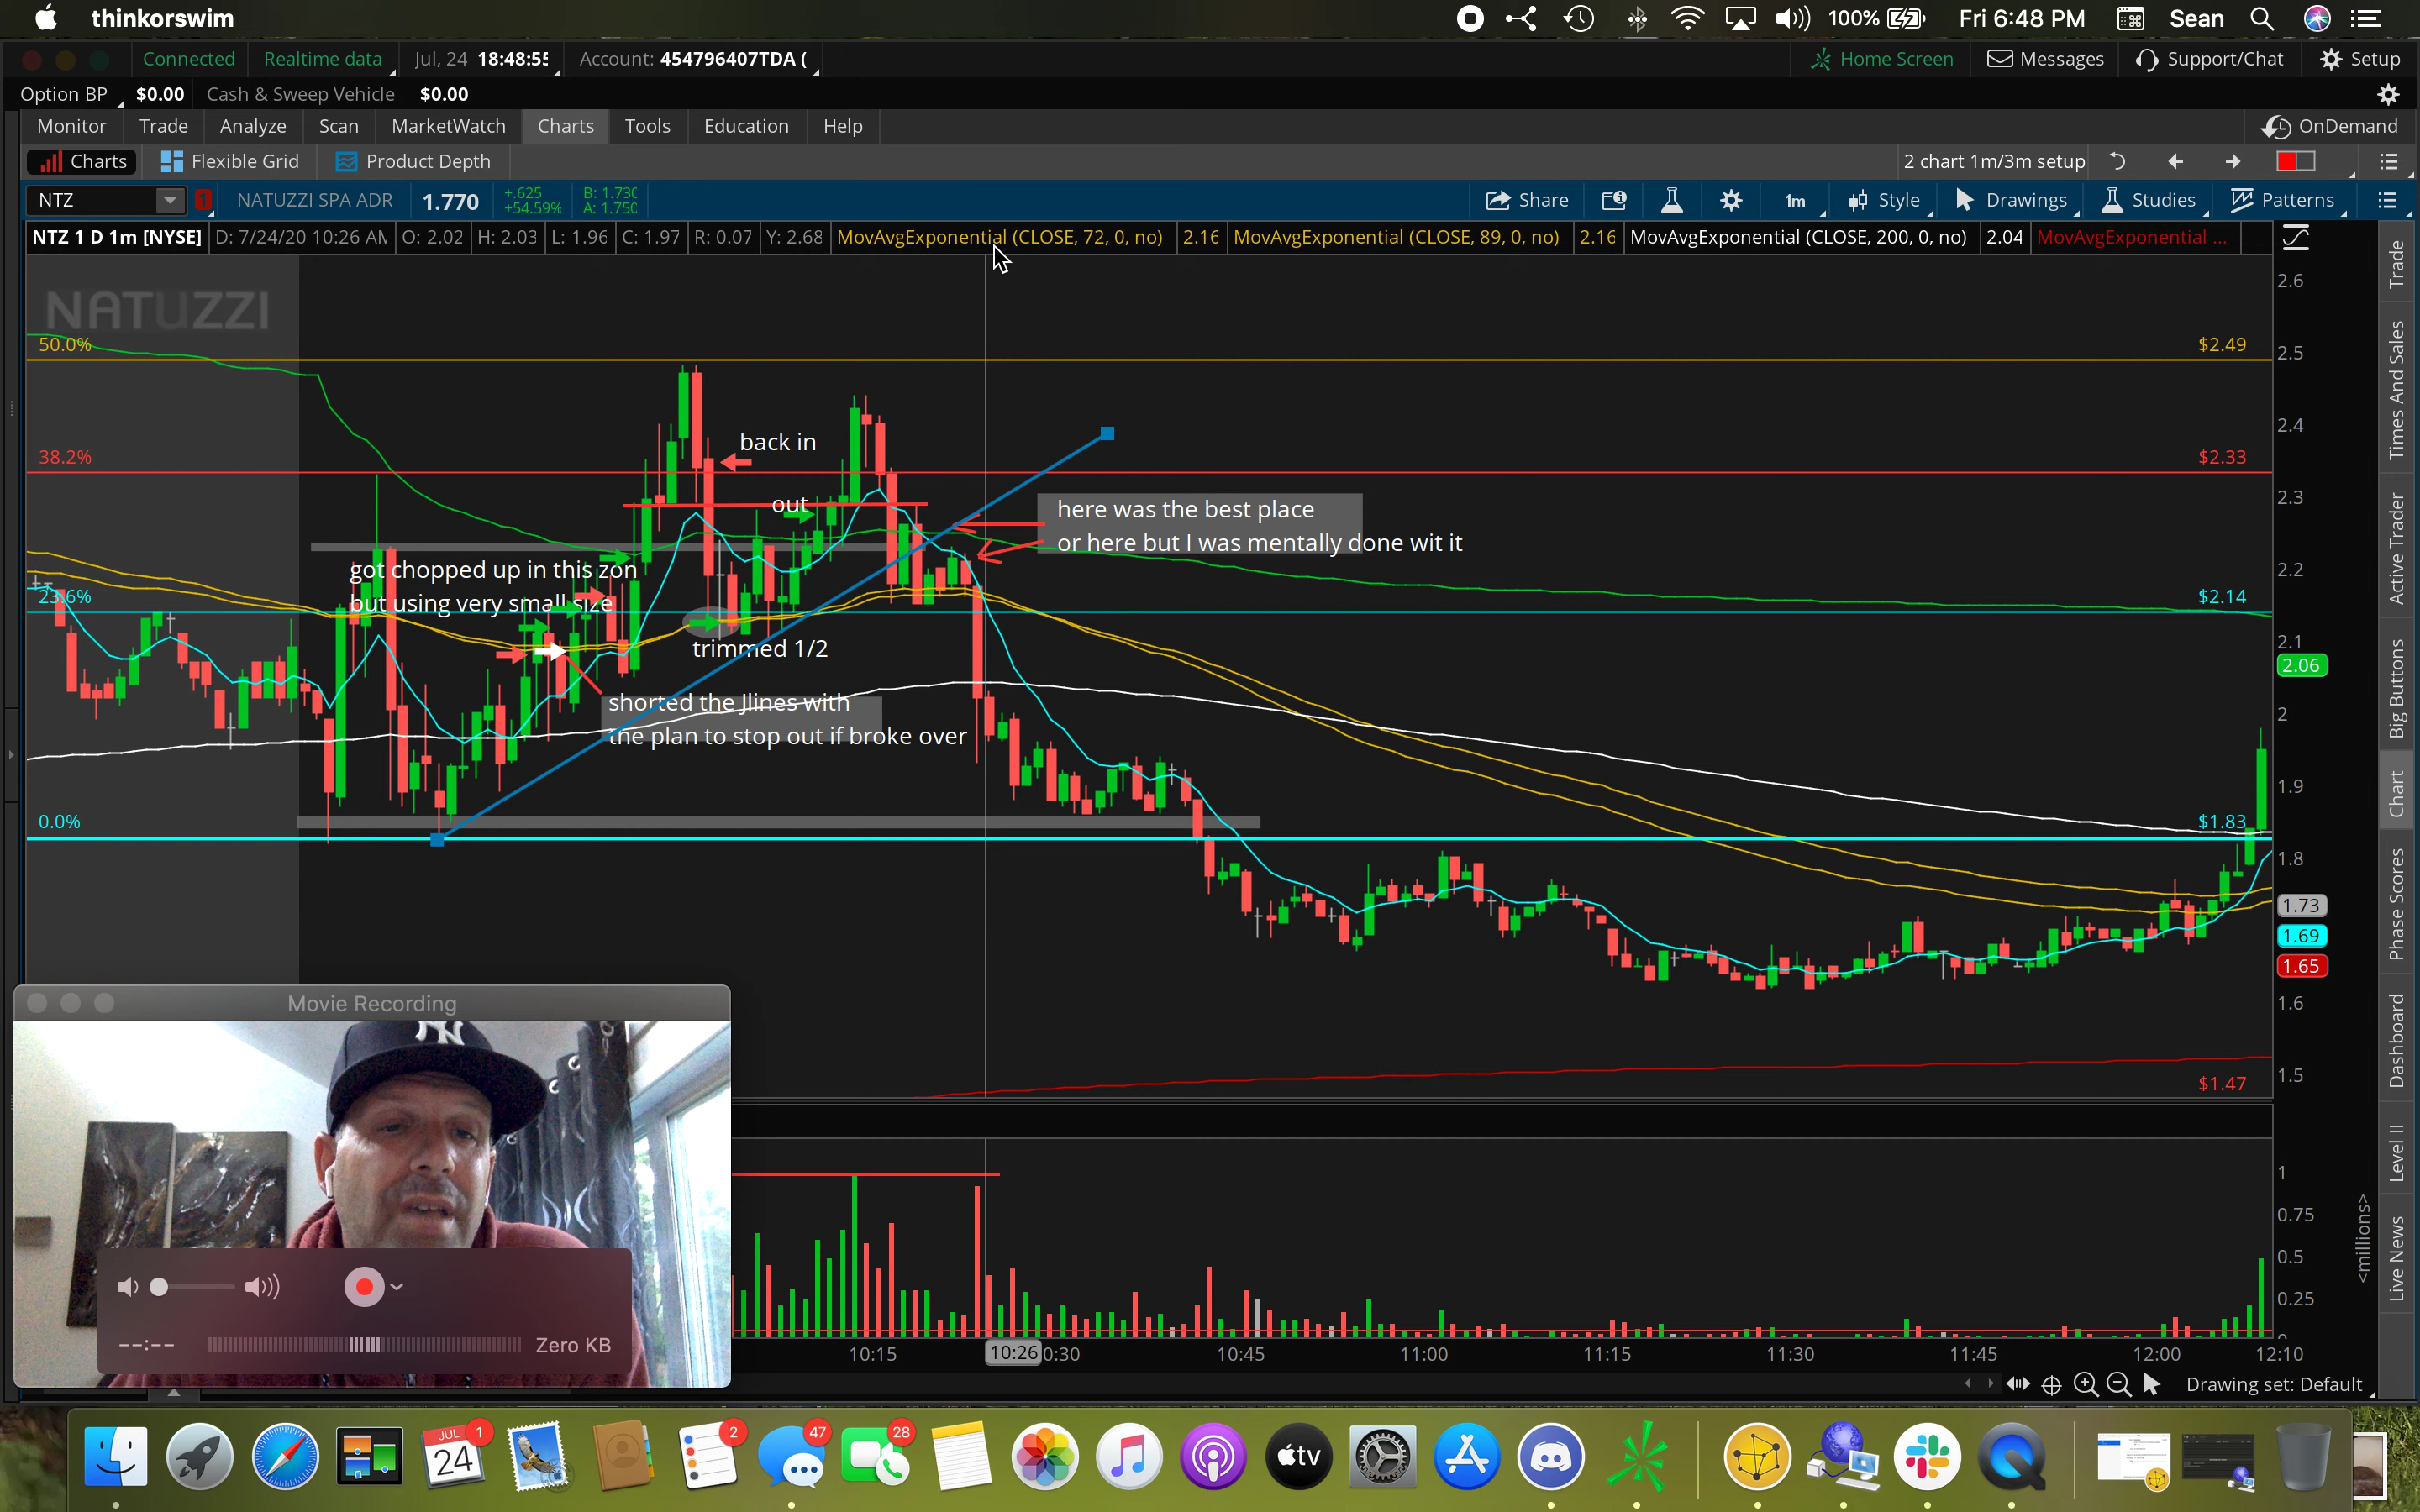 thinkorswim 100% Fri 6:48 PM Sean
Connected Realtime data Jul, 24 18:48:55 Account: 454796407TDA ( Home Screen Messages Support/Chat Setup
Option BP $0.00 Cash & Sweep Vehicle $0.00
Monitor Trade Analyze Scan MarketWatch Charts Tools Education Help OnDemand
Charts Flexible Grid Product Depth 2 chart 1m/3m setup
NTZ 1 NATUZZI SPA ADR 1.770 +.625 B: 1.730 Share 1m Style Drawings Studies Patterns
+54.59% A: 1.750
NTZ 1 D 1m [NYSE] D: 7/24/20 10:26 AM O: 2.02 H: 2.03 L: 1.96 C: 1.97 R: 0.07 Y: 2.68 MovAvgExponential (CLOSE, 72, 0, no) 2.16 MovAvgExponential (CLOSE, 89, 0, no) 2.16 MovAvgExponential (CLOSE, 200, 0, no) 2.04 MovAvgExponential ...
NATUZZI
2.6
50.0% $2.49
2.5
2.4
back in
38.2% $2.33
2.3
out
here was the best place
or here but I was mentally done wit it
got chopped up in this zon
2.2
23.6% $2.14
but using very small size
2.1
trimmed 1/2
2.06
shorted the Jlines with
2
the plan to stop out if broke over
1.9
0.0% $1.83
1.8
1.73
1.69
1.65
1.6
1.5
$1.47
Trade
Times And Sales
Active Trader
Big Buttons
Chart
Phase Scores
Dashboard
Level II
Live News
Movie Recording
NY
--:-- Zero KB
1
0.75
0.5
0.25
0
<millions>
10:15 10:26 0:30 10:45 11:00 11:15 11:30 11:45 12:00 12:10
Drawing set: Default
JUL 24 1 2 47 28 tv